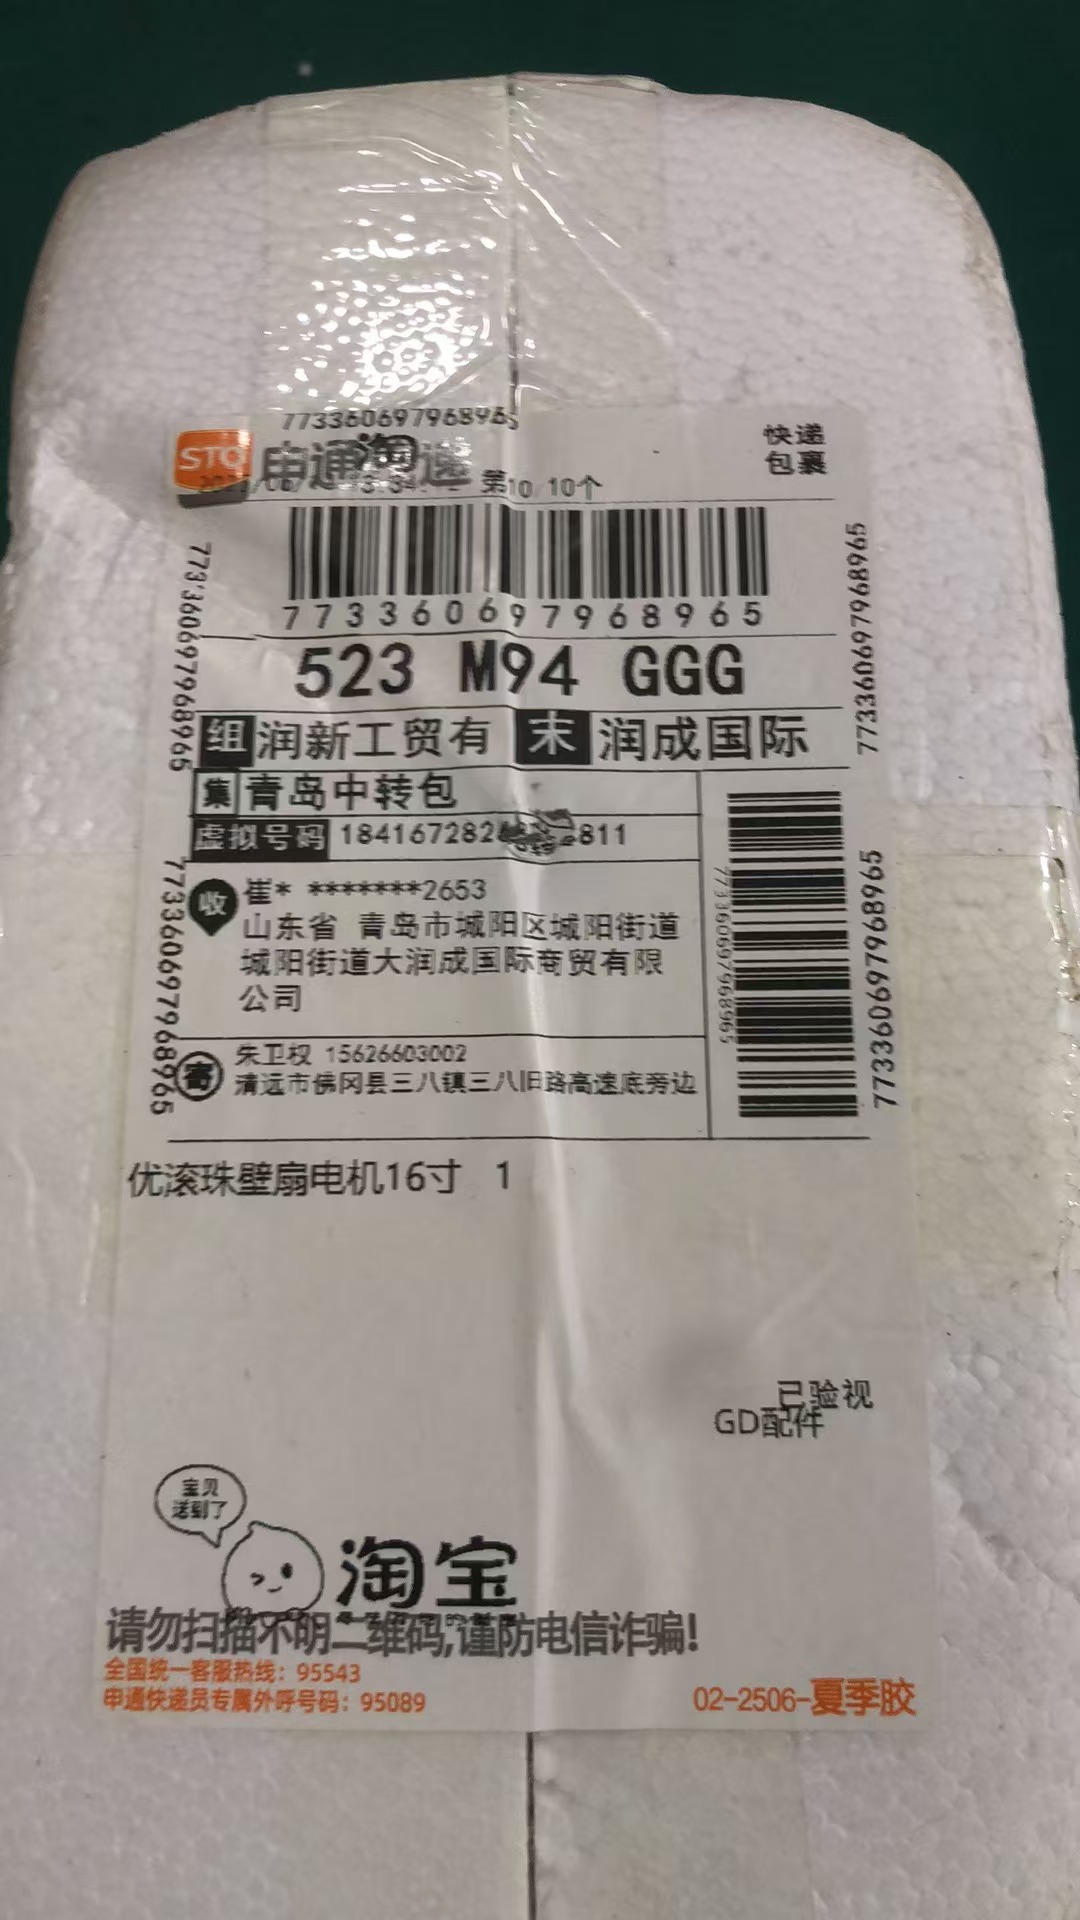 773360697968965
STO 申通 淘
第10 10个
快递
包裹
773360697968965
773360697968965
773360697968965
523 M94 GGG
组 润新工贸有 末 润成国际
集 青岛中转包
虚拟号码 184167282 811
收 崔* *******2653
山东省 青岛市城阳区城阳街道
城阳街道大润成国际商贸有限
公司
寄 朱卫权 15626603002
清远市佛冈县三八镇三八旧路高速底旁边
773360697968965
773360697968965
773360697968965
优滚珠壁扇电机16寸 1
已验视
GD配件
宝贝
送到了
淘宝
请勿扫描不明二维码,谨防电信诈骗!
全国统一客服热线：95543
申通快递员专属外呼号码：95089
02-2506-夏季胶